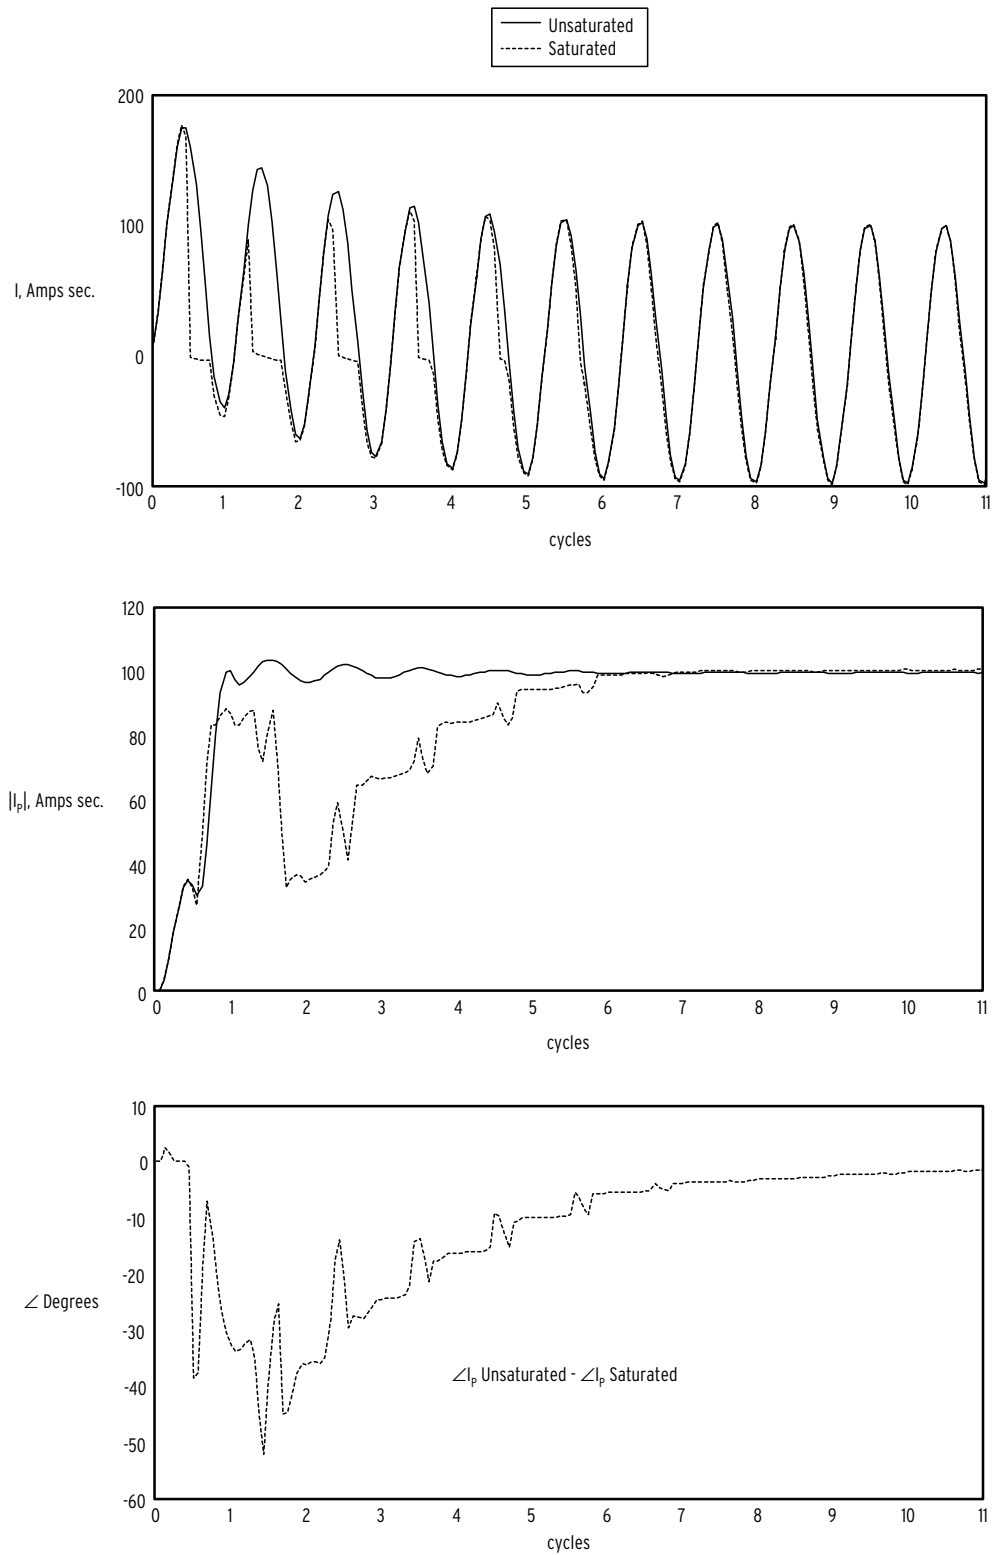 Unsaturated
Saturated
200
100
0
-100
I, Amps sec.
0 1 2 3 4 5 6 7 8 9 10 11
cycles
120
100
80
60
40
20
0
|IP|, Amps sec.
0 1 2 3 4 5 6 7 8 9 10 11
cycles
10
0
-10
-20
-30
-40
-50
-60
∠ Degrees
∠IP Unsaturated - ∠IP Saturated
0 1 2 3 4 5 6 7 8 9 10 11
cycles